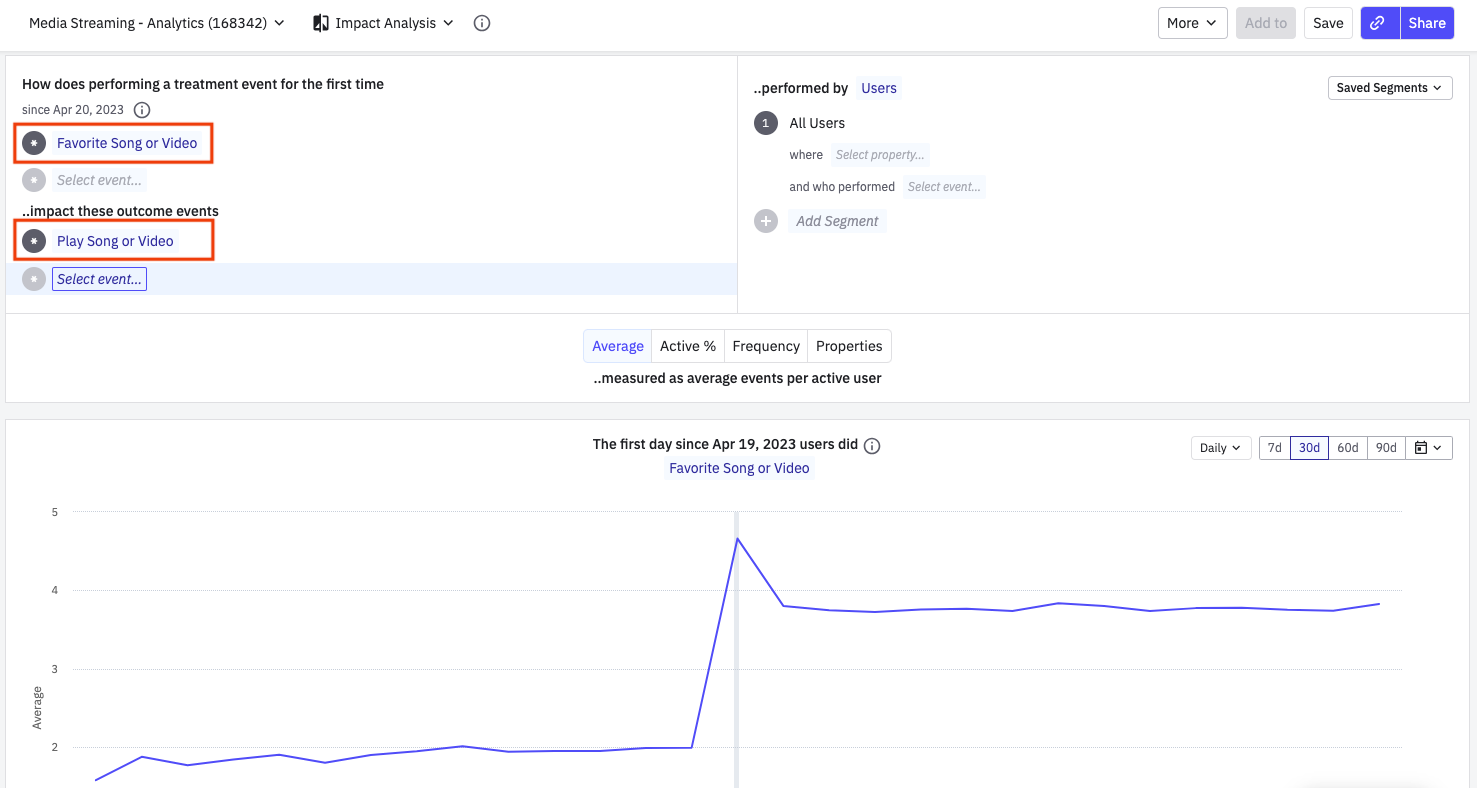 Media Streaming - Analytics (168342)
Impact Analysis
More
Add to
Save
Share
How does performing a treatment event for the first time
since Apr 20, 2023
Favorite Song or Video
Select event...
..impact these outcome events
Play Song or Video
Select event...
..performed by Users
Saved Segments
1 All Users
where Select property...
and who performed Select event...
Add Segment
Average Active % Frequency Properties
..measured as average events per active user
The first day since Apr 19, 2023 users did
Favorite Song or Video
Daily
7d 30d 60d 90d
5
4
3
2
Average